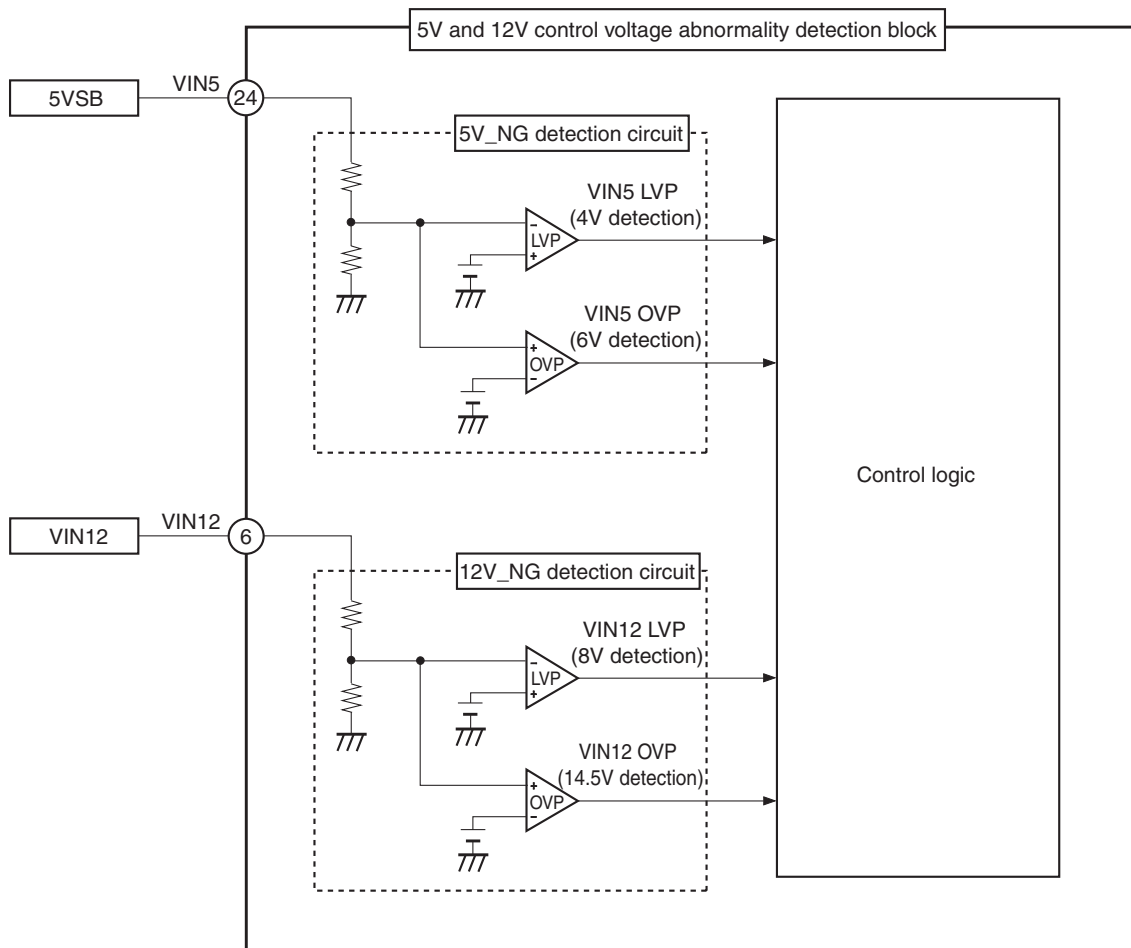 5V and 12V control voltage abnormality detection block
5VSB
VIN5
24
5V_NG detection circuit
VIN5 LVP
(4V detection)
-
LVP
+
VIN5 OVP
(6V detection)
+
OVP
-
Control logic
VIN12
VIN12
6
12V_NG detection circuit
VIN12 LVP
(8V detection)
-
LVP
+
VIN12 OVP
(14.5V detection)
+
OVP
-